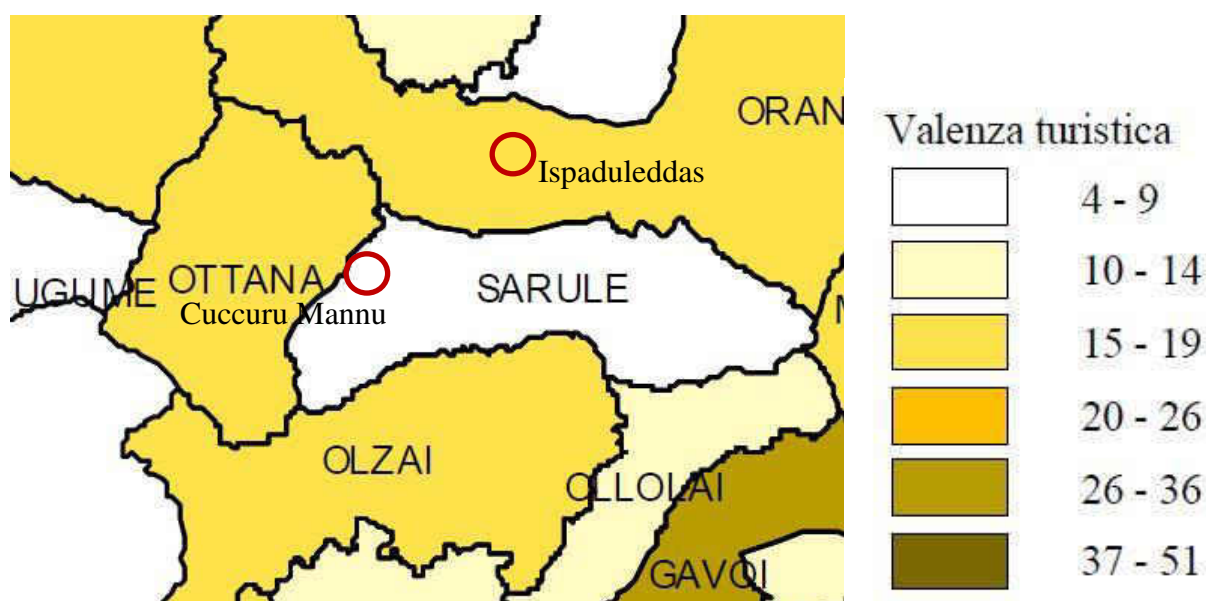 ORAN
Ispaduleddas
UGUME
OTTANA
SARULE
Cuccuru Mannu
OLZAI
OLLOLAI
GAVOI
Valenza turistica
4 - 9
10 - 14
15 - 19
20 - 26
26 - 36
37 - 51